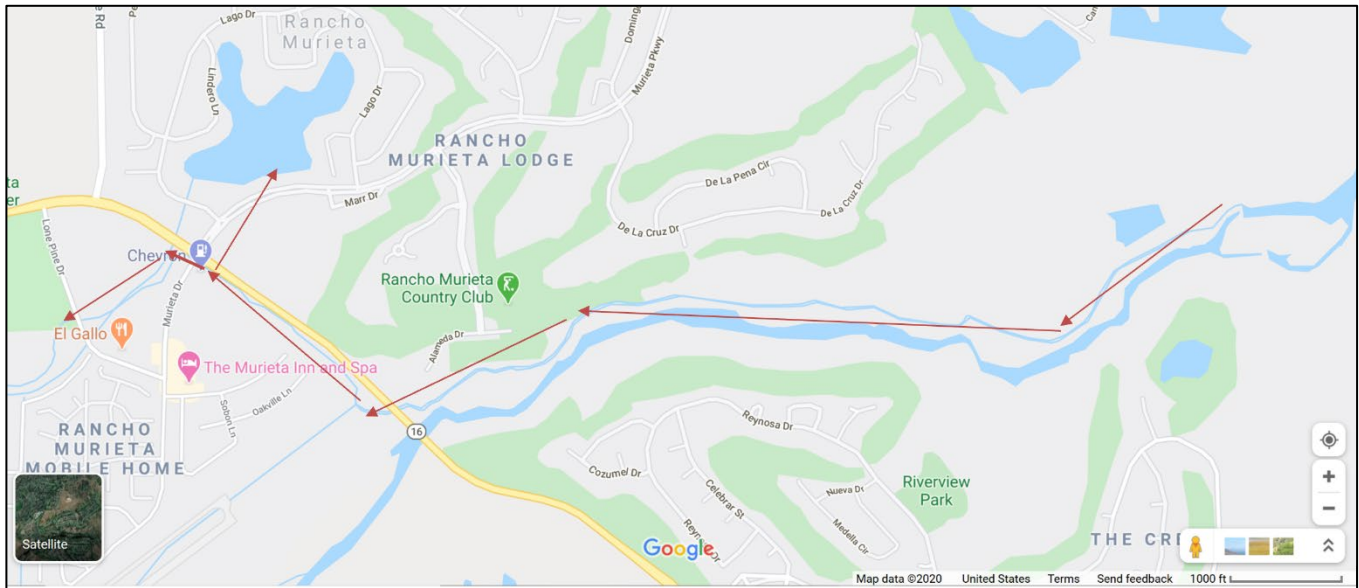 Lago Dr
Rancho
Murieta
Lindero Ln
Lago Dr
Murieta Pkwy
RANCHO
MURIETA LODGE
Marr Dr
De La Pena Cir
De La Cruz Dr
De La Cruz Dr
Lone Pine Dr
Chevron
Murieta Dr
Rancho Murieta
Country Club
El Gallo
Alameda Dr
The Murieta Inn and Spa
Sobon Ln
Oakville Ln
16
RANCHO
MURIETA
MOBILE HOME
Reynosa Dr
Cozumel Dr
Celebrar St
Nueva Dr
Medella Cir
Riverview
Park
THE CRE
Satellite
Google
Map data ©2020 United States Terms Send feedback 1000 ft